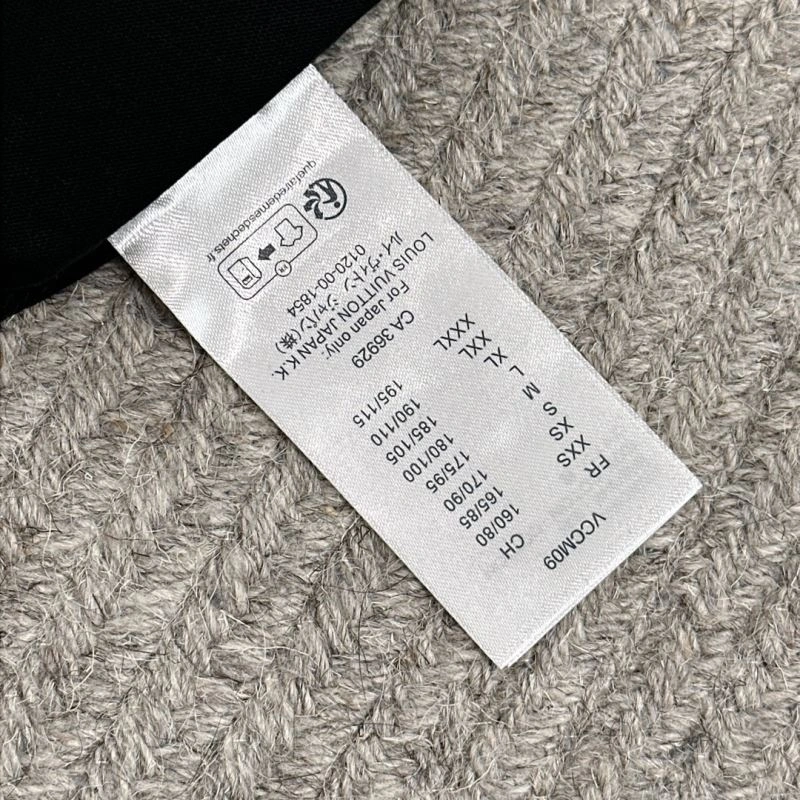 VCCM09
FR CH
XXS 160/80
XS 165/85
S 170/90
M 175/95
L 180/100
XL 185/105
XXL 190/110
XXXL 195/115
CA 36929
For Japan only:
LOUIS VUITTON JAPAN K.K.
ルイ・ヴィトン ジャパン(株)
0120-00-1854
FR
quefairedemesdechets.fr